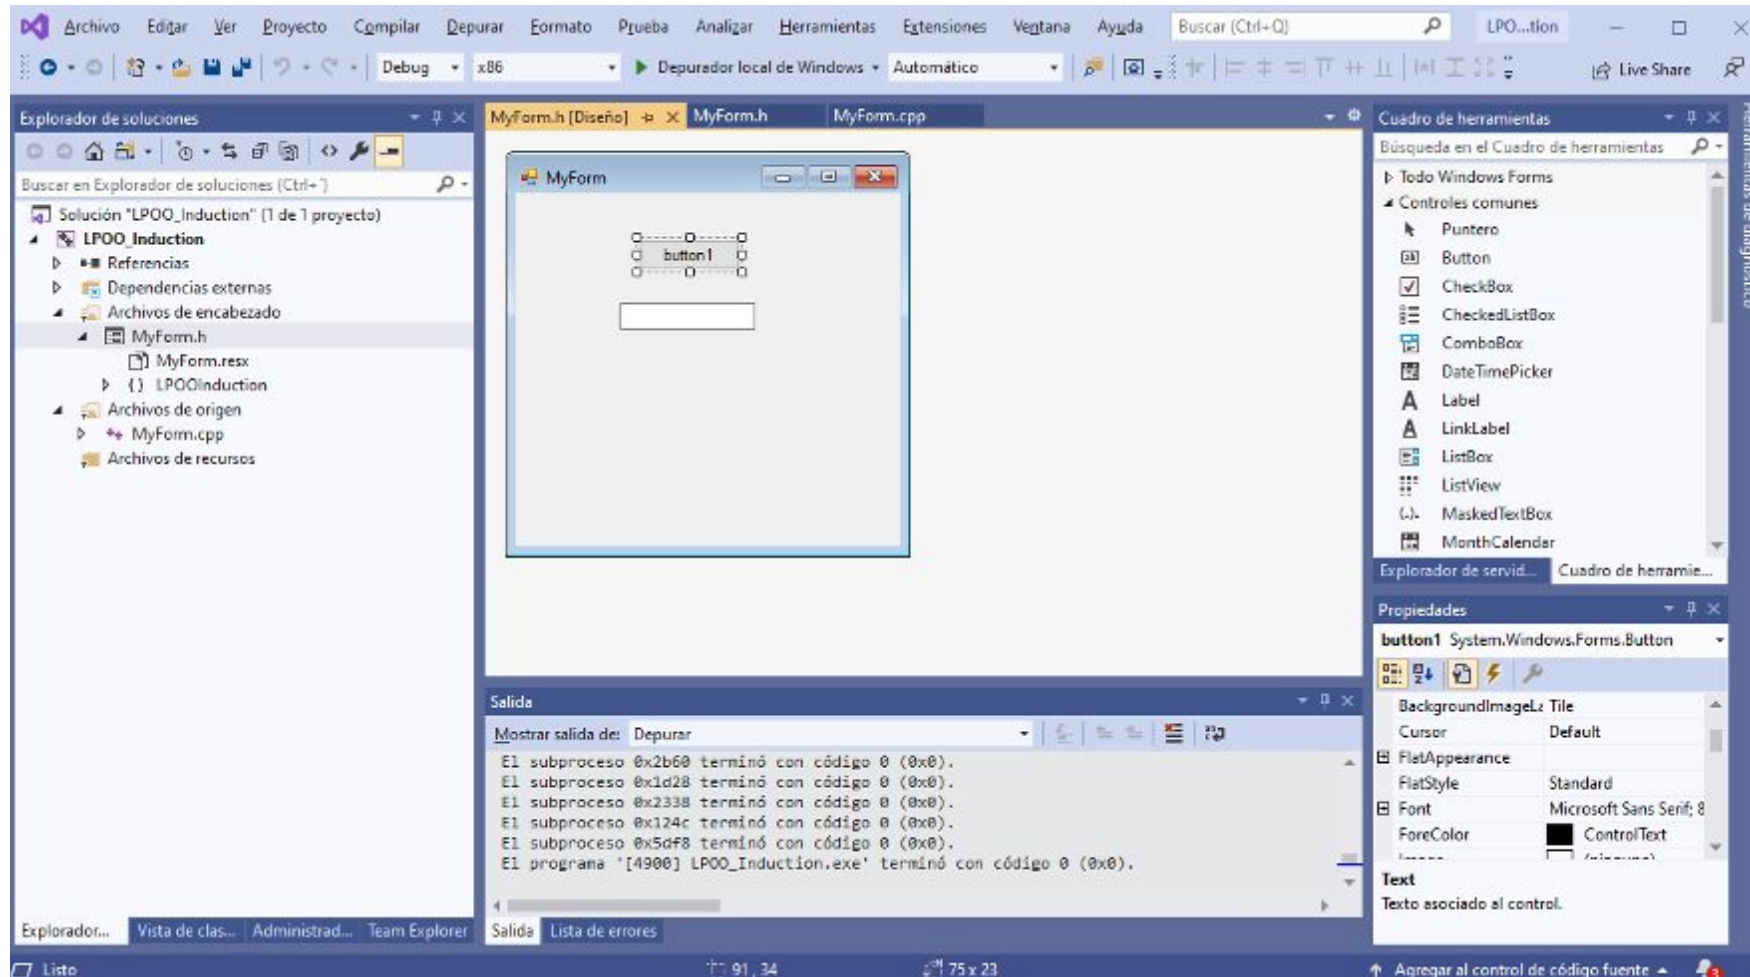 Archivo Editar Ver Proyecto Compilar Depurar Formato Prueba Analizar Herramientas Extensiones Ventana Ayuda Buscar (Ctrl+Q) LPO...tion
Debug x86 Depurador local de Windows Automático Live Share
Explorador de soluciones
Buscar en Explorador de soluciones (Ctrl+´)
Solución "LPOO_Induction" (1 de 1 proyecto)
LPOO_Induction
Referencias
Dependencias externas
Archivos de encabezado
MyForm.h
MyForm.resx
{} LPOOInduction
Archivos de origen
MyForm.cpp
Archivos de recursos
Explorador... Vista de clas... Administrad... Team Explorer
MyForm.h [Diseño] MyForm.h MyForm.cpp
MyForm
button1
Salida
Mostrar salida de: Depurar
El subproceso 0x2b60 terminó con código 0 (0x0).
El subproceso 0x1d28 terminó con código 0 (0x0).
El subproceso 0x2338 terminó con código 0 (0x0).
El subproceso 0x124c terminó con código 0 (0x0).
El subproceso 0x5df8 terminó con código 0 (0x0).
El programa '[4900] LPOO_Induction.exe' terminó con código 0 (0x0).
Salida Lista de errores
Cuadro de herramientas
Búsqueda en el Cuadro de herramientas
Todo Windows Forms
Controles comunes
Puntero
Button
CheckBox
CheckedListBox
ComboBox
DateTimePicker
Label
LinkLabel
ListBox
ListView
MaskedTextBox
MonthCalendar
Explorador de servid... Cuadro de herramie...
Herramientas de diagnóstico
Propiedades
button1 System.Windows.Forms.Button
BackgroundImageLa Tile
Cursor Default
FlatAppearance
FlatStyle Standard
Font Microsoft Sans Serif; 8
ForeColor ControlText
Text
Texto asociado al control.
Listo 91, 34 75 x 23 Agregar al control de código fuente 3